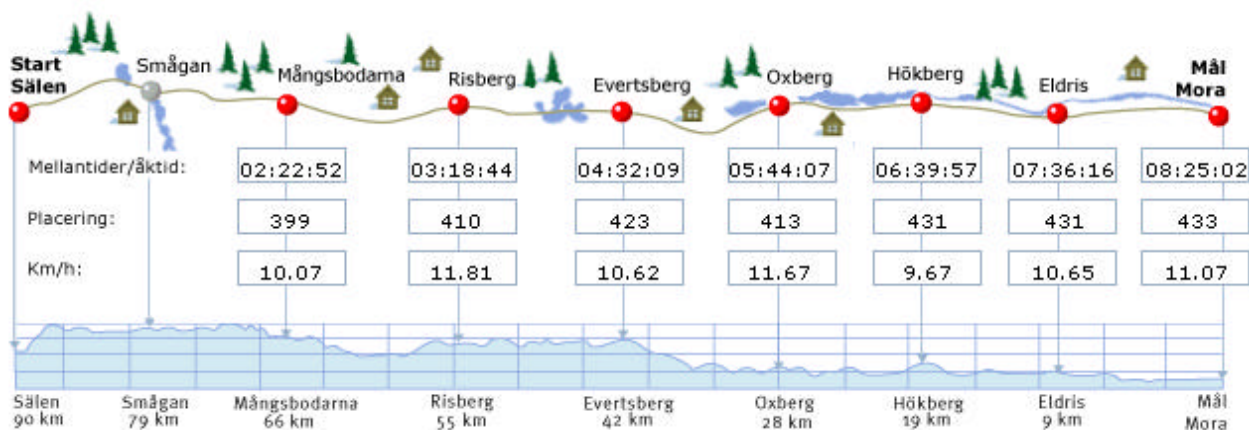 Start
Sälen
Smågan
Mångsbodarna
Risberg
Evertsberg
Oxberg
Hökberg
Eldris
Mål
Mora
Mellantider/åktid: 02:22:52 03:18:44 04:32:09 05:44:07 06:39:57 07:36:16 08:25:02
Placering: 399 410 423 413 431 431 433
Km/h: 10.07 11.81 10.62 11.67 9.67 10.65 11.07
Sälen Smågan Mångsbodarna Risberg Evertsberg Oxberg Hökberg Eldris Mål
90 km 79 km 66 km 55 km 42 km 28 km 19 km 9 km Mora